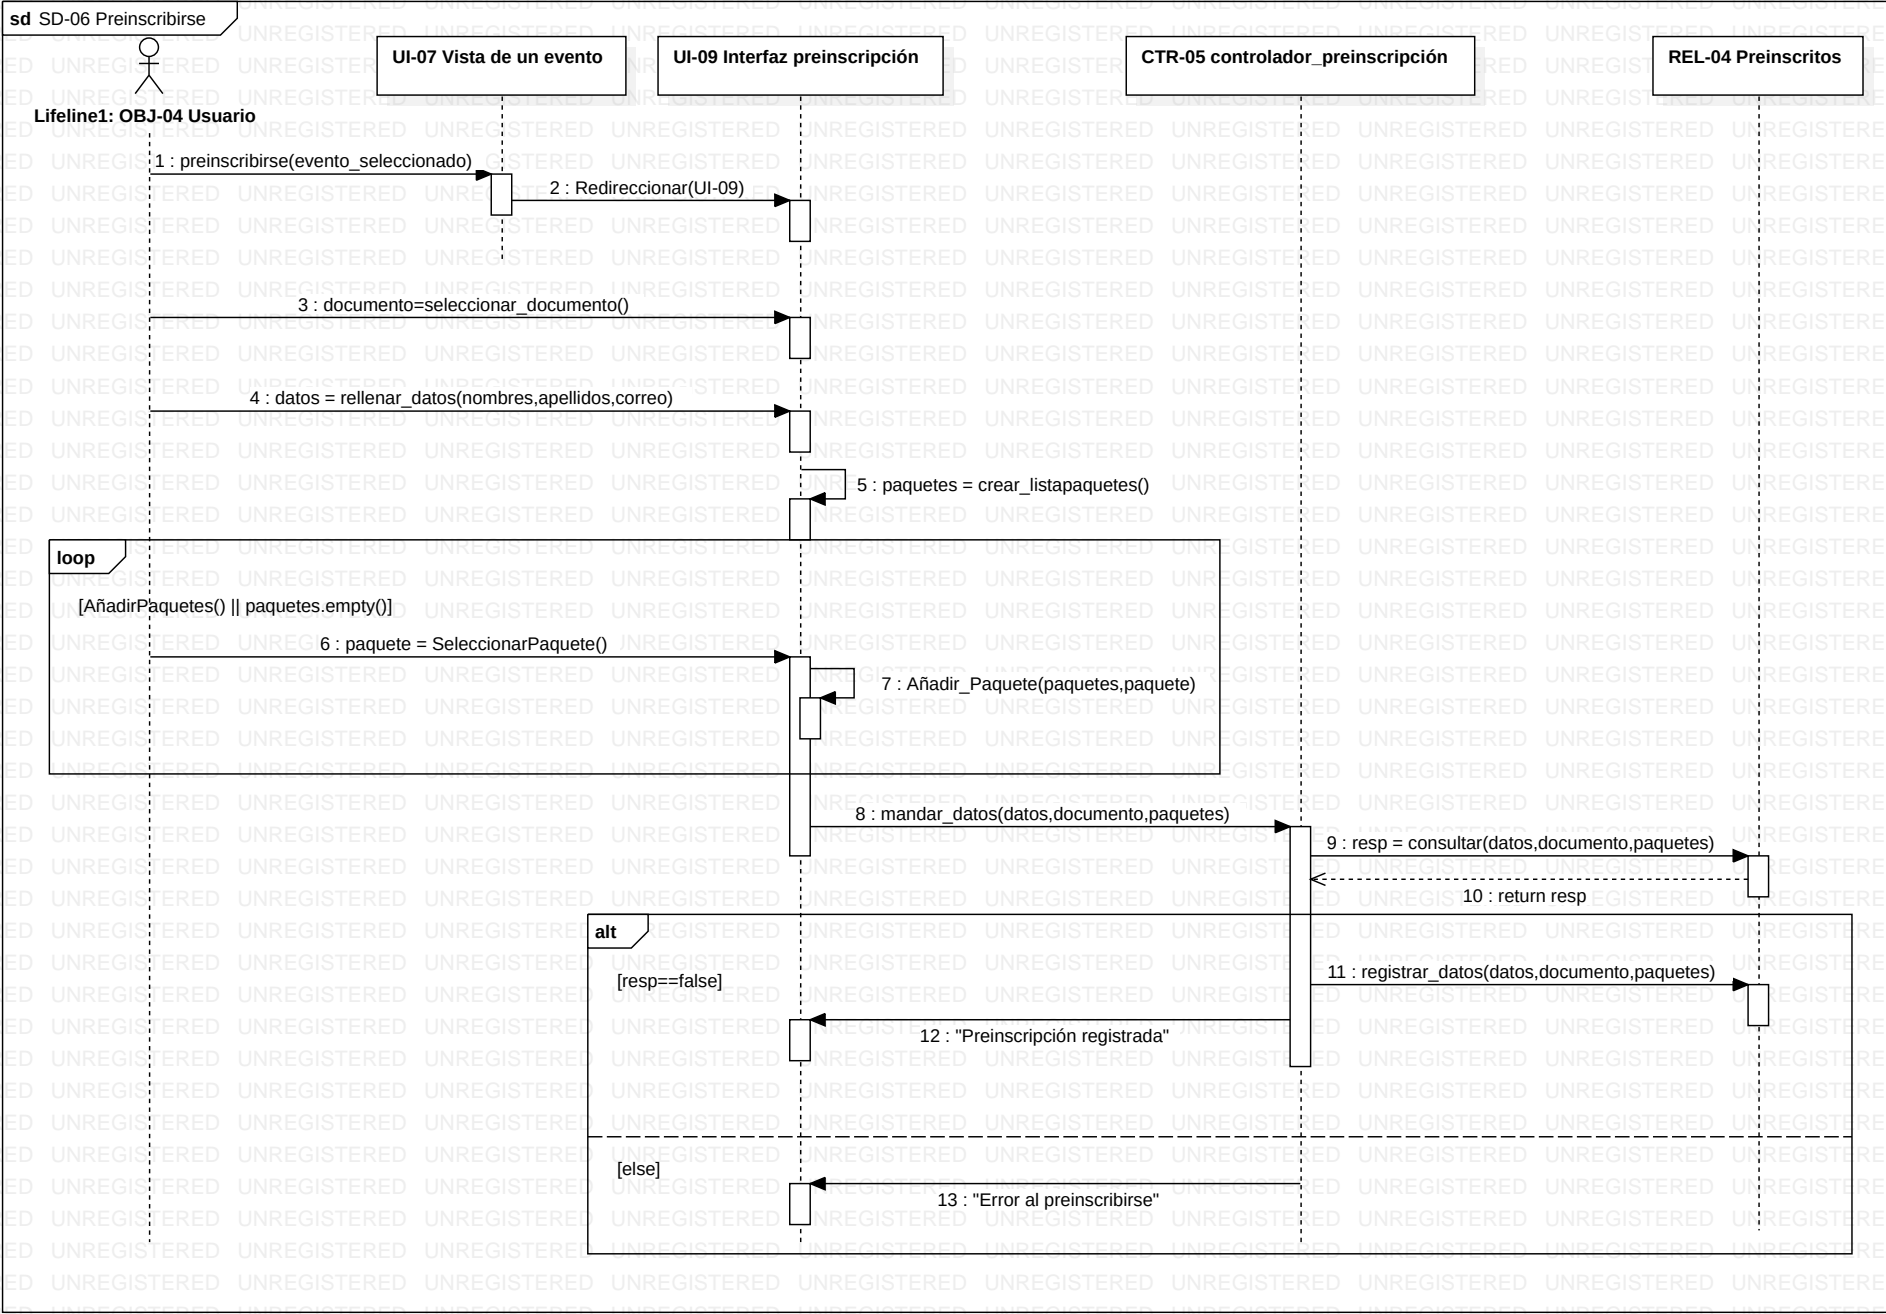 sd SD-06 Preinscribirse
UI-07 Vista de un evento
UI-09 Interfaz preinscripción
CTR-05 controlador_preinscripción
REL-04 Preinscritos
Lifeline1: OBJ-04 Usuario
1 : preinscribirse(evento_seleccionado)
2 : Redireccionar(UI-09)
3 : documento=seleccionar_documento()
4 : datos = rellenar_datos(nombres,apellidos,correo)
5 : paquetes = crear_listapaquetes()
loop
[AñadirPaquetes() || paquetes.empty()]
6 : paquete = SeleccionarPaquete()
7 : Añadir_Paquete(paquetes,paquete)
8 : mandar_datos(datos,documento,paquetes)
9 : resp = consultar(datos,documento,paquetes)
10 : return resp
alt
[resp==false]
11 : registrar_datos(datos,documento,paquetes)
12 : "Preinscripción registrada"
[else]
13 : "Error al preinscribirse"
UNREGISTERED